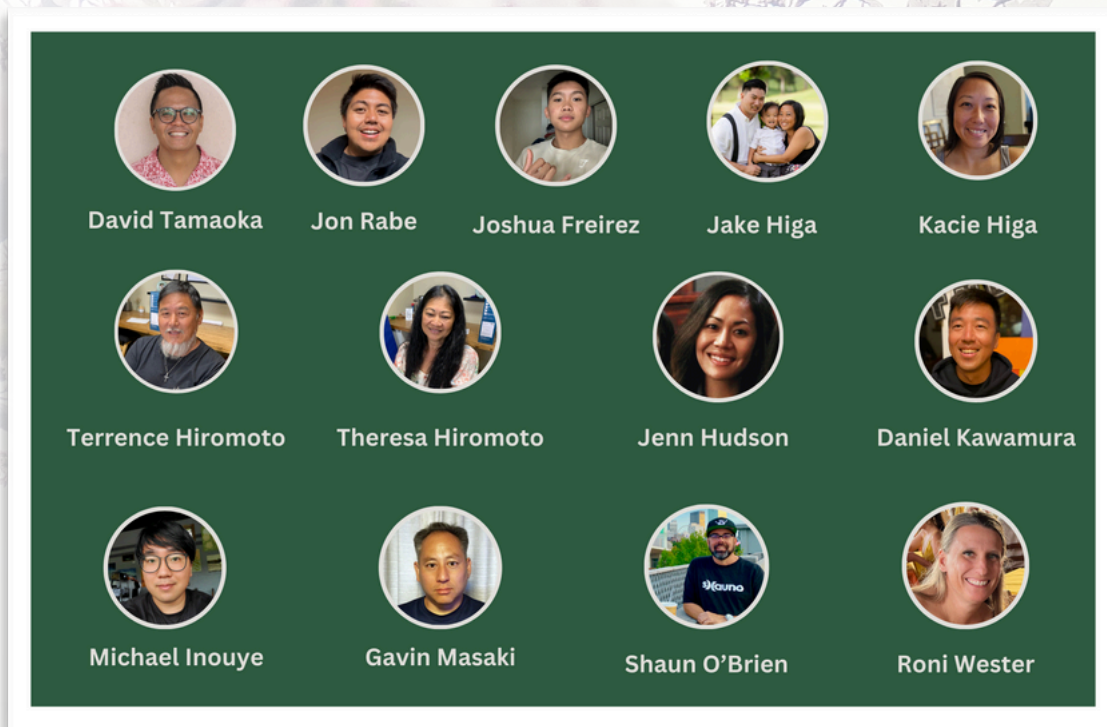 David Tamaoka
Jon Rabe
Joshua Freirez
Jake Higa
Kacie Higa
Terrence Hiromoto
Theresa Hiromoto
Jenn Hudson
Daniel Kawamura
Michael Inouye
Gavin Masaki
Shaun O’Brien
Roni Wester